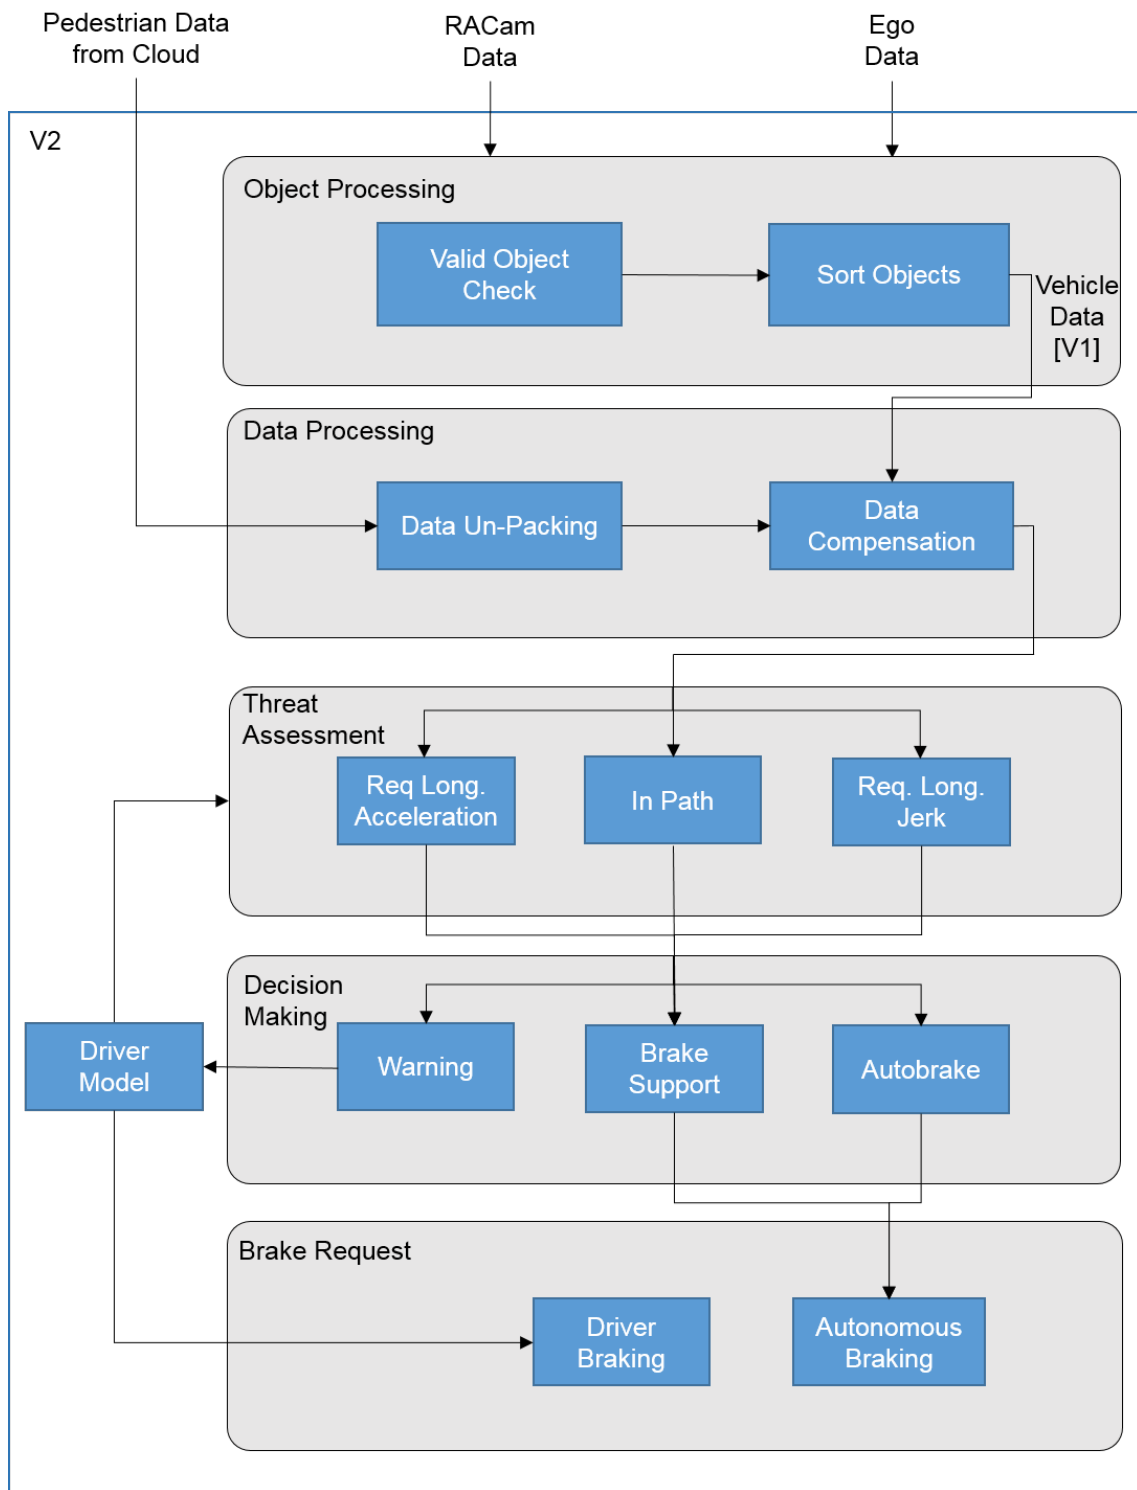 Pedestrian Data
from Cloud
RACam
Data
Ego
Data
V2
Object Processing
Valid Object
Check
Sort Objects
Vehicle
Data
[V1]
Data Processing
Data Un-Packing
Data
Compensation
Threat
Assessment
Req Long.
Acceleration
In Path
Req. Long.
Jerk
Decision
Making
Driver
Model
Warning
Brake
Support
Autobrake
Brake Request
Driver
Braking
Autonomous
Braking